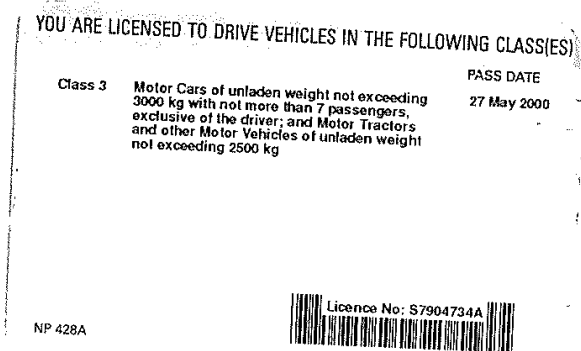 YOU ARE LICENSED TO DRIVE VEHICLES IN THE FOLLOWING CLASS(ES)
PASS DATE
Class 3 Motor Cars of unladen weight not exceeding 27 May 2000
3000 kg with not more than 7 passengers,
exclusive of the driver; and Motor Tractors
and other Motor Vehicles of unladen weight
not exceeding 2500 kg
Licence No: S7904734A
NP 428A